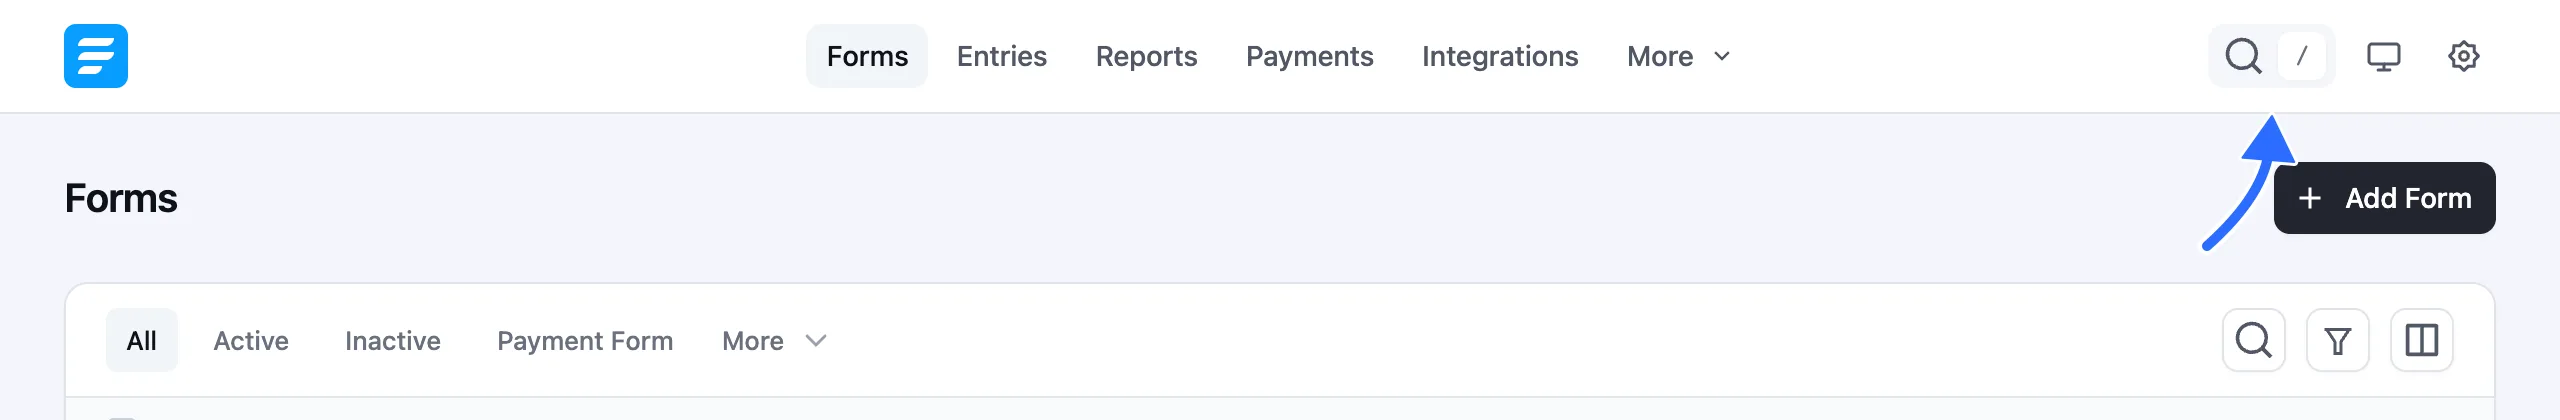 Forms Entries Reports Payments Integrations More /
Forms
+ Add Form
All Active Inactive Payment Form More